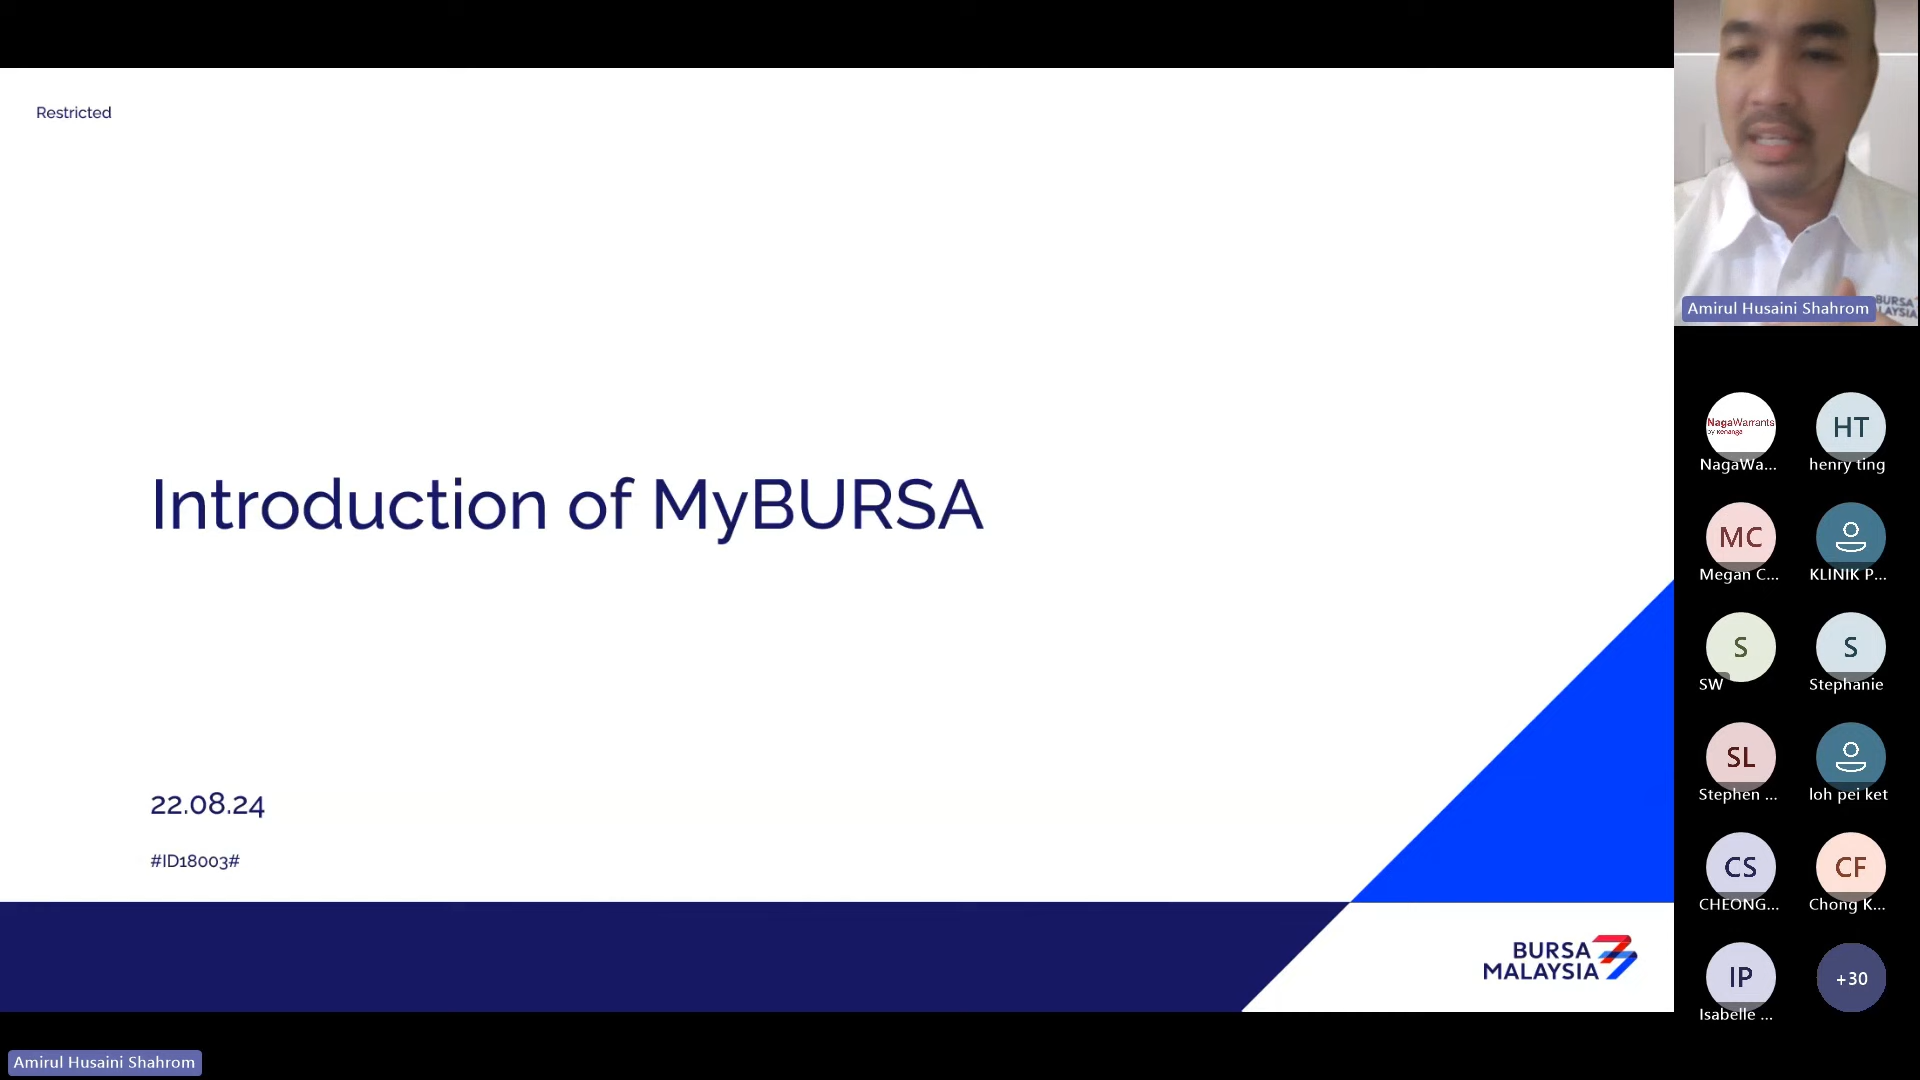 Restricted
Introduction of MyBURSA
22.08.24
#ID18003#
BURSA
MALAYSIA
Amirul Husaini Shahrom
BURSA
Amirul Husaini Shahrom
NagaWarrants
by Kenanga
NagaWa...
HT
henry ting
MC
Megan C...
KLINIK P...
S
SW
S
Stephanie
SL
Stephen ...
loh pei ket
CS
CHEONG...
CF
Chong K...
IP
Isabelle ...
+30